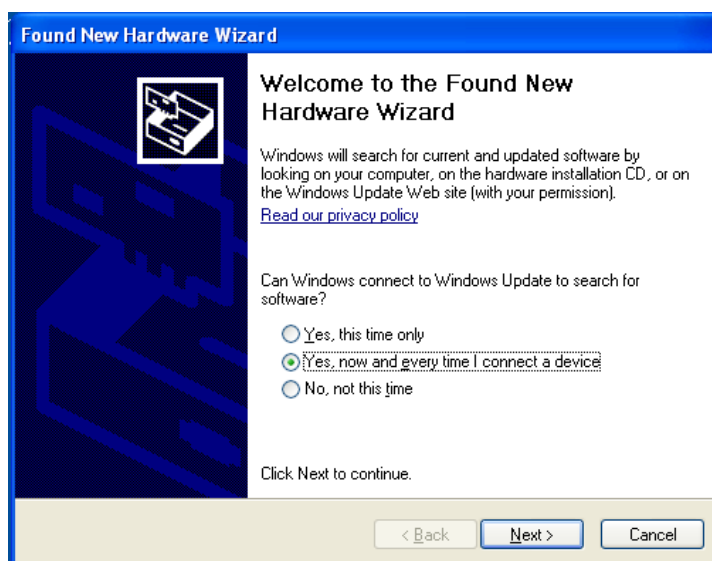 Found New Hardware Wizard
Welcome to the Found New
Hardware Wizard
Windows will search for current and updated software by
looking on your computer, on the hardware installation CD, or on
the Windows Update Web site (with your permission).
Read our privacy policy
Can Windows connect to Windows Update to search for
software?
Yes, this time only
Yes, now and every time I connect a device
No, not this time
Click Next to continue.
< Back
Next >
Cancel